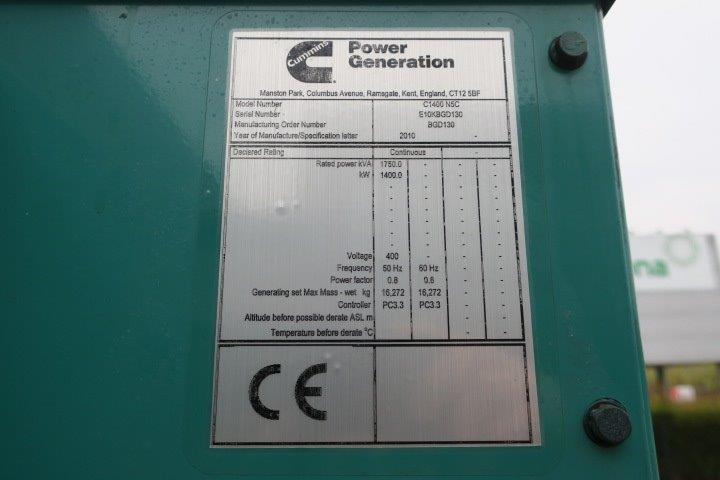 Cummins
Power
Generation
Manston Park, Columbus Avenue, Ramsgate, Kent, England, CT12 5BF
Model Number C1400 N5C
Serial Number - E10KBGD130
Manufacturing Order Number BGD130
Year of Manufacture/Specification letter 2010 -
Declared Rating Continuous -
Rated power kVA 1750.0 - - -
kW 1400.0 - - -
- - - -
- - - -
- - - -
- - - -
- - - -
- - - -
Voltage 400 - - -
Frequency 50 Hz 60 Hz - -
Power factor 0.8 0.8 - -
Generating set Max Mass - wet kg 16,272 16,272 - -
Controller PC3.3 PC3.3 - -
Altitude before possible derate ASL m - -
Temperature before derate °C - -
CE